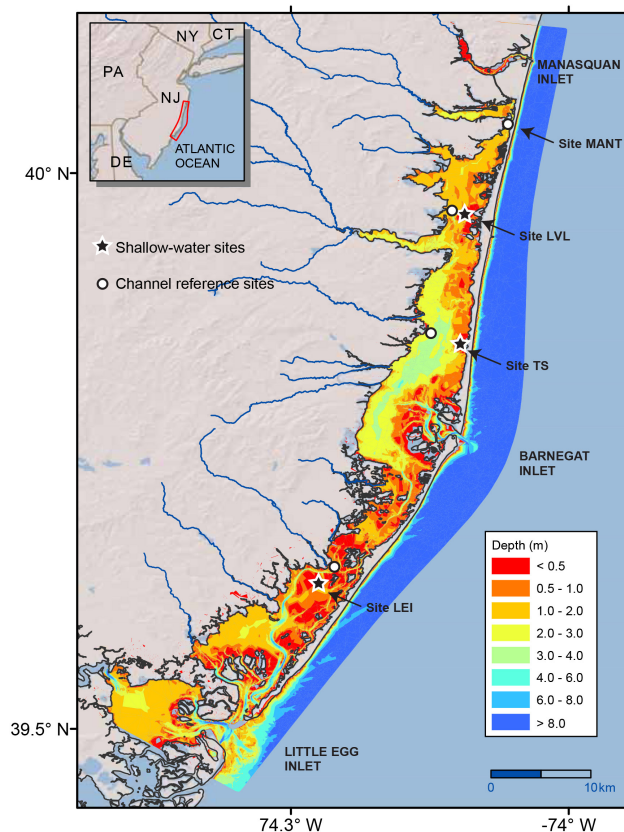 NY
CT
PA
NJ
DE
ATLANTIC
OCEAN
MANASQUAN
INLET
Site MANT
40° N
Site LVL
Shallow-water sites
Channel reference sites
Site TS
BARNEGAT
INLET
Depth (m)
< 0.5
0.5 - 1.0
1.0 - 2.0
2.0 - 3.0
3.0 - 4.0
4.0 - 6.0
6.0 - 8.0
> 8.0
Site LEI
39.5° N
LITTLE EGG
INLET
0 10 km
74.3° W
-74° W